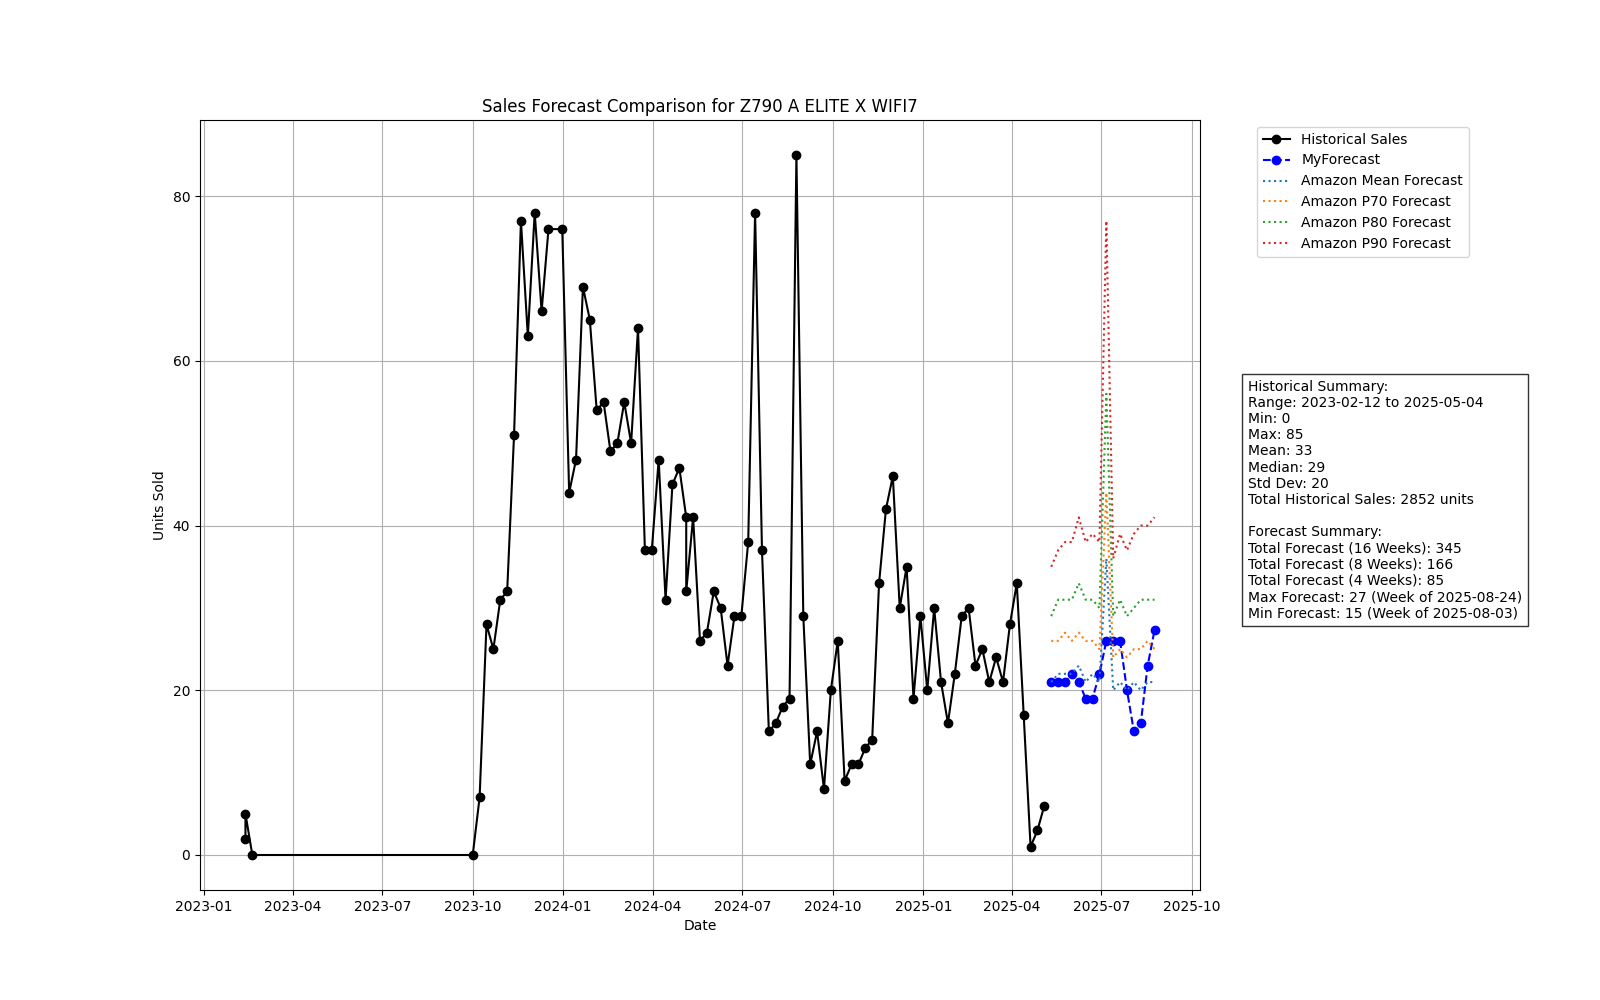 Sales Forecast Comparison for Z790 A ELITE X WIFI7
Historical Sales
MyForecast
Amazon Mean Forecast
Amazon P70 Forecast
Amazon P80 Forecast
Amazon P90 Forecast
80
60
40
20
0
Units Sold
2023-01
2023-04
2023-07
2023-10
2024-01
2024-04
2024-07
2024-10
2025-01
2025-04
2025-07
2025-10
Date
Historical Summary:
Range: 2023-02-12 to 2025-05-04
Min: 0
Max: 85
Mean: 33
Median: 29
Std Dev: 20
Total Historical Sales: 2852 units
Forecast Summary:
Total Forecast (16 Weeks): 345
Total Forecast (8 Weeks): 166
Total Forecast (4 Weeks): 85
Max Forecast: 27 (Week of 2025-08-24)
Min Forecast: 15 (Week of 2025-08-03)